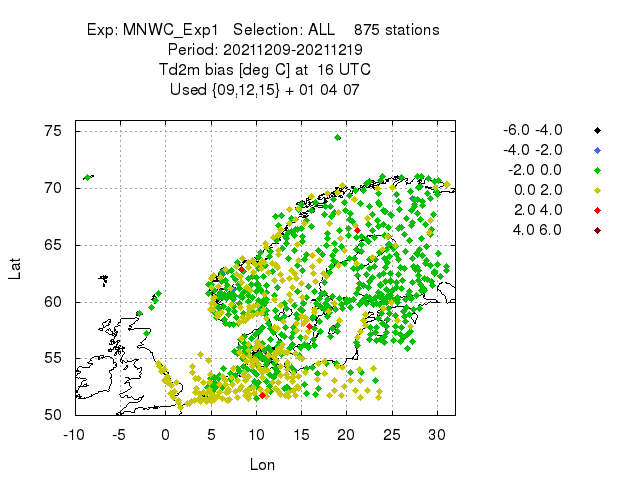 Exp: MNWC_Exp1   Selection: ALL    875 stations
Period: 20211209-20211219
Td2m bias [deg C] at  16 UTC
Used {09,12,15} + 01 04 07
-6.0 -4.0
-4.0 -2.0
-2.0 0.0
0.0 2.0
2.0 4.0
4.0 6.0
75
70
65
60
55
50
Lat
-10 -5 0 5 10 15 20 25 30
Lon